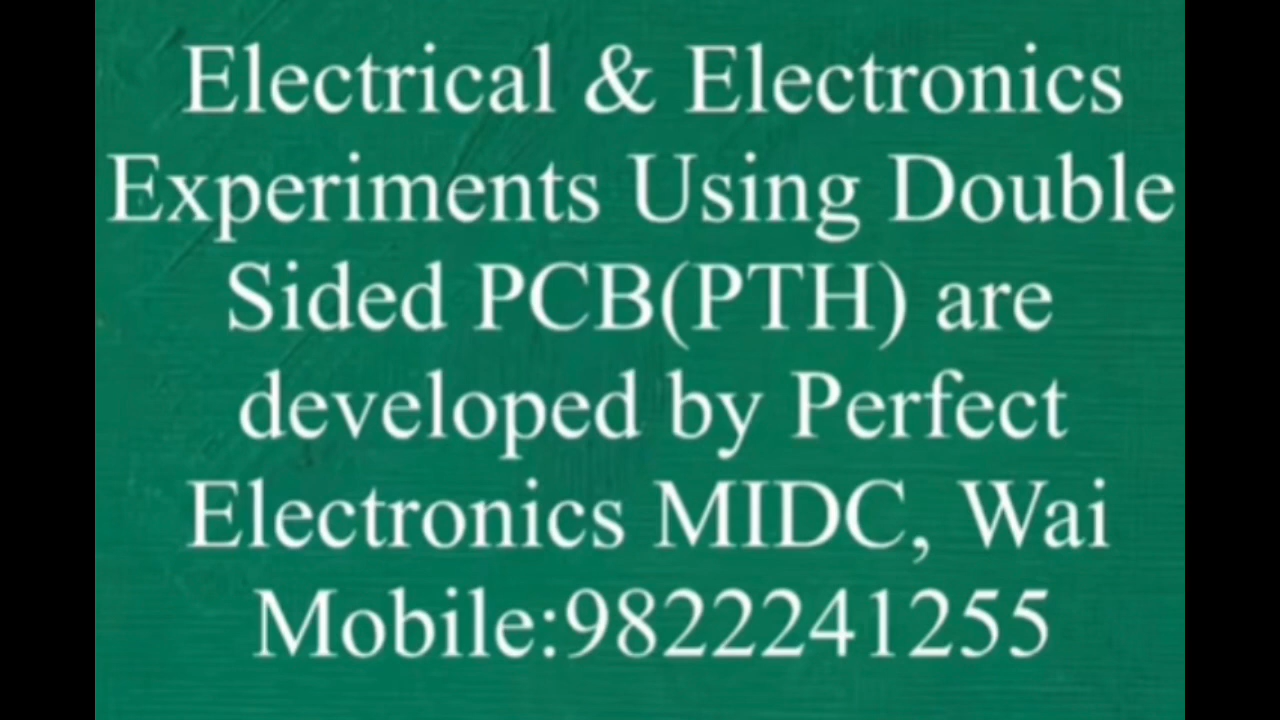 Electrical & Electronics
Experiments Using Double
Sided PCB(PTH) are
developed by Perfect
Electronics MIDC, Wai
Mobile:9822241255